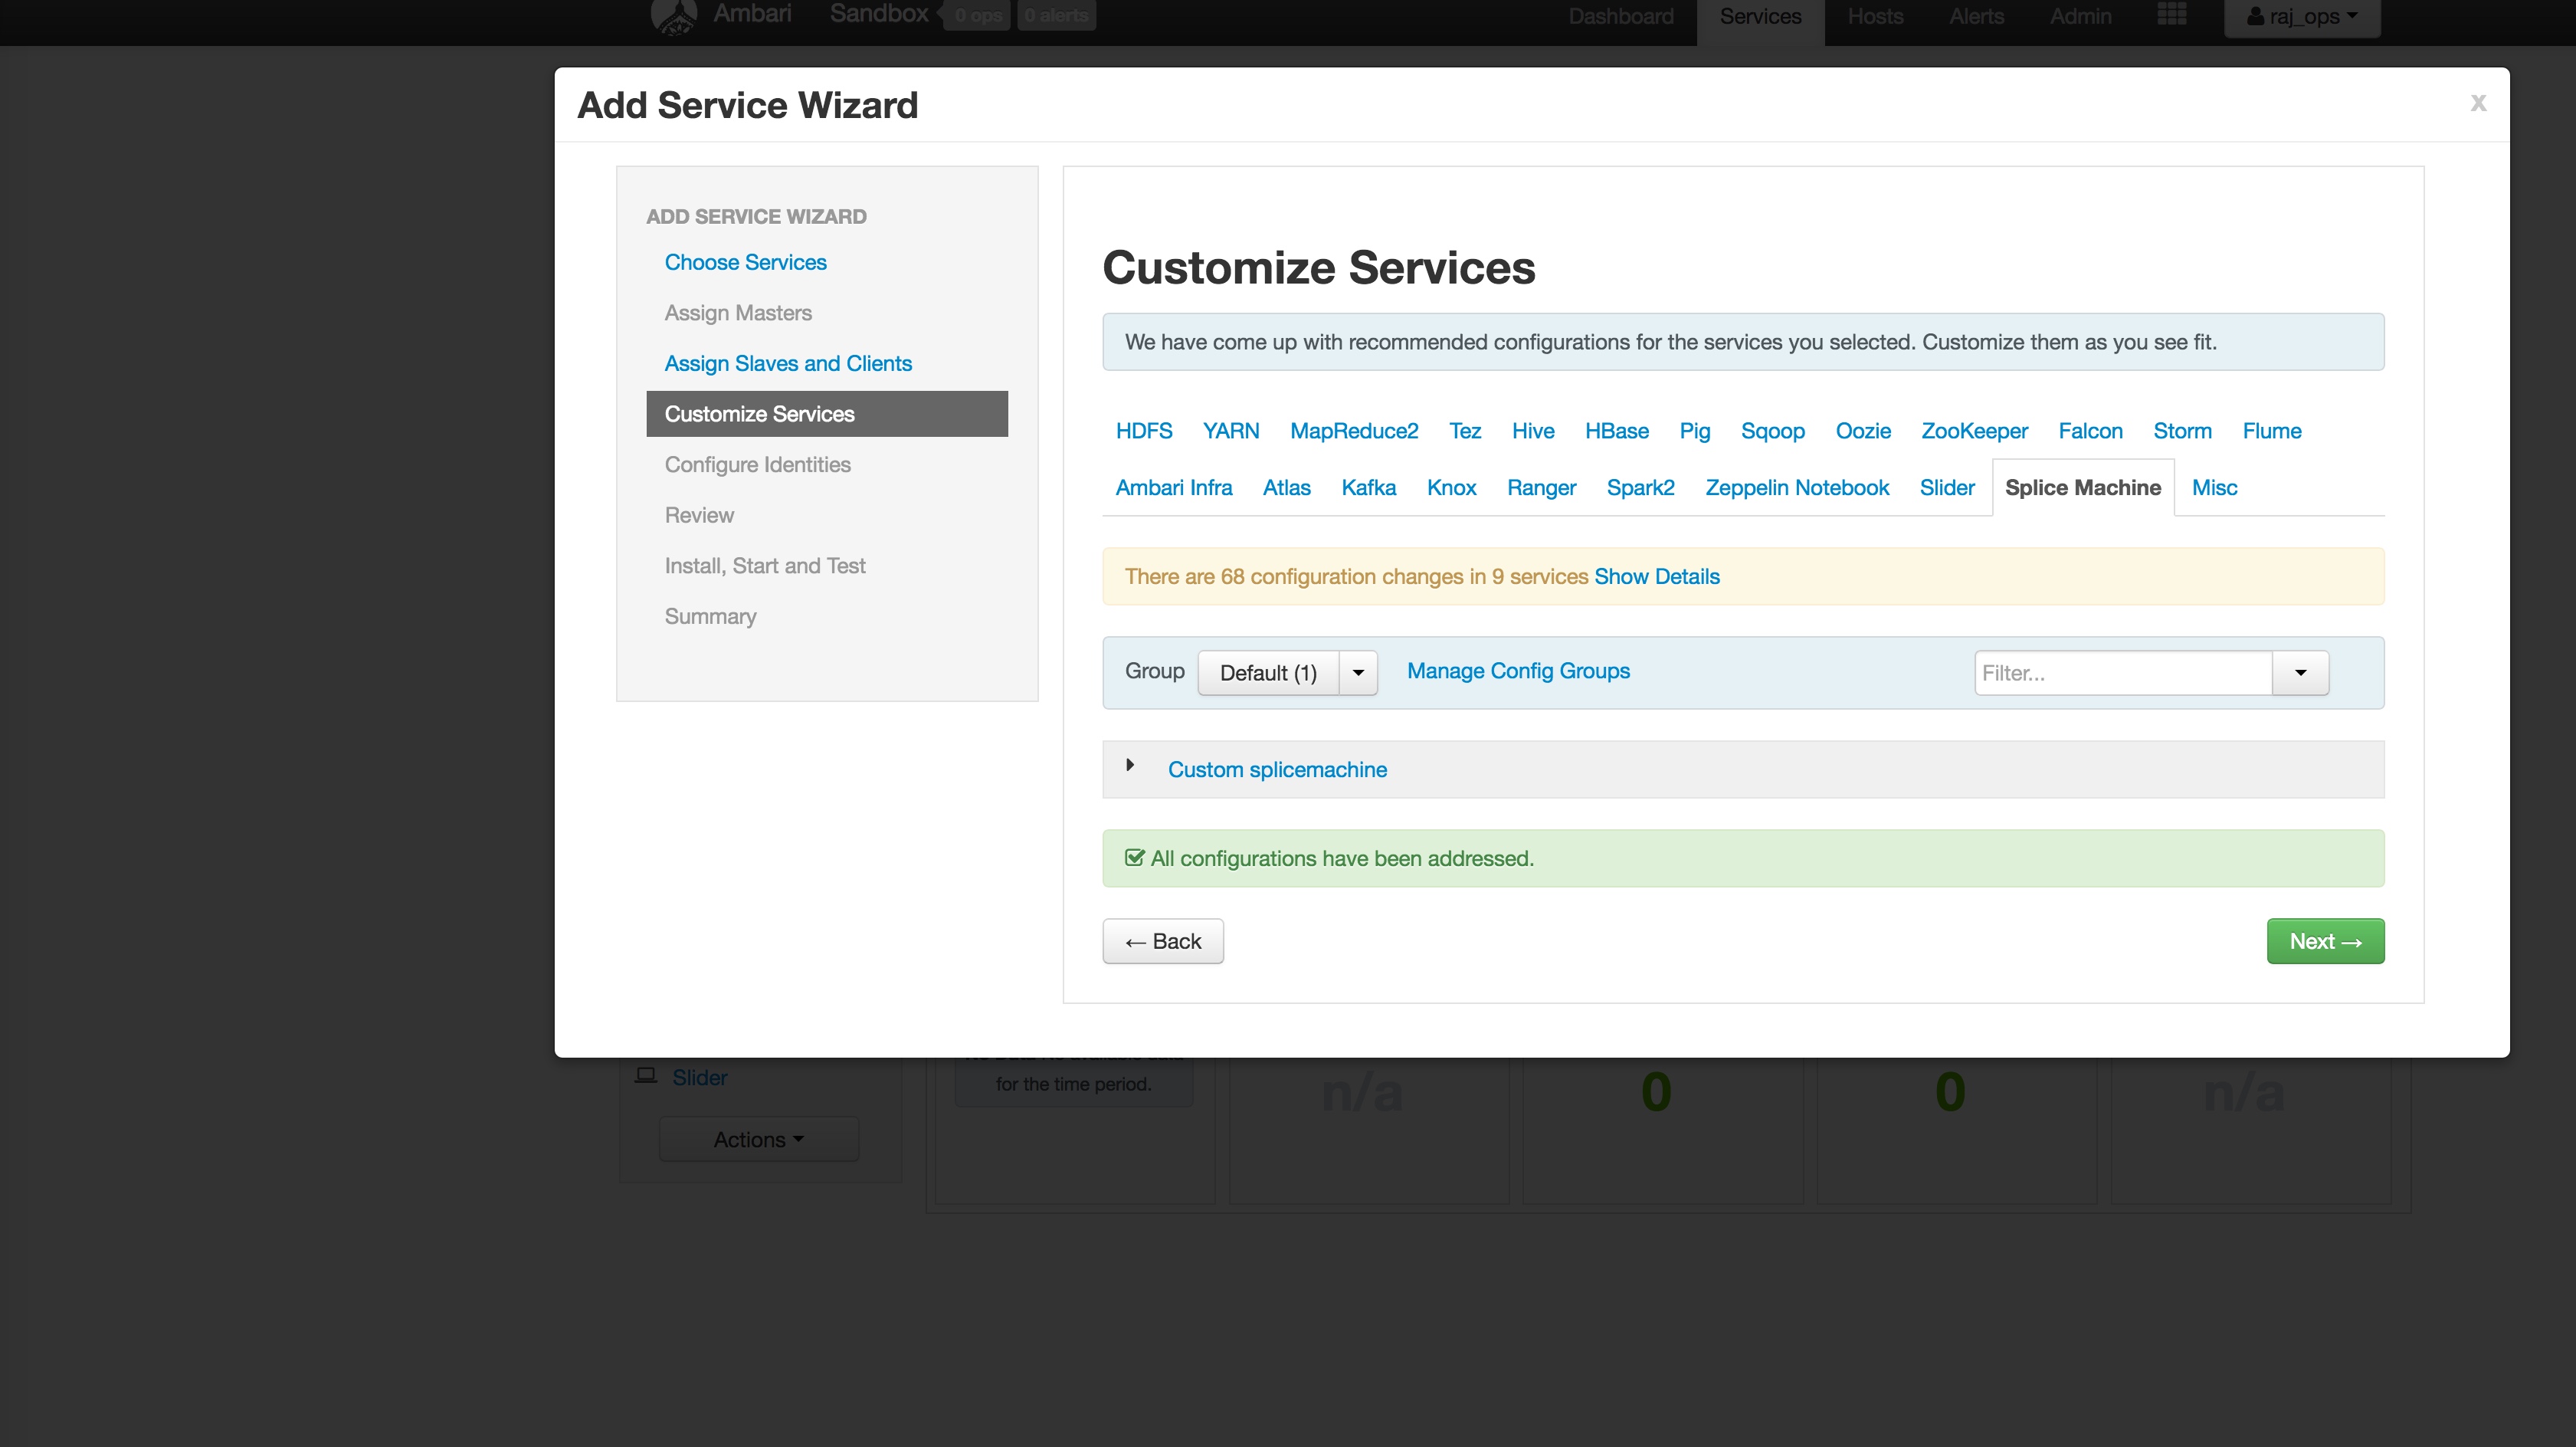 Ambari Sandbox 0 ops 0 alerts Dashboard Services Hosts Alerts Admin raj_ops
Add Service Wizard x
ADD SERVICE WIZARD
Choose Services
Assign Masters
Assign Slaves and Clients
Customize Services
Configure Identities
Review
Install, Start and Test
Summary
Customize Services
We have come up with recommended configurations for the services you selected. Customize them as you see fit.
HDFS YARN MapReduce2 Tez Hive HBase Pig Sqoop Oozie ZooKeeper Falcon Storm Flume
Ambari Infra Atlas Kafka Knox Ranger Spark2 Zeppelin Notebook Slider Splice Machine Misc
There are 68 configuration changes in 9 services Show Details
Group Default (1) Manage Config Groups Filter...
Custom splicemachine
All configurations have been addressed.
← Back Next →
Slider
for the time period.
n/a 0 0 n/a
Actions